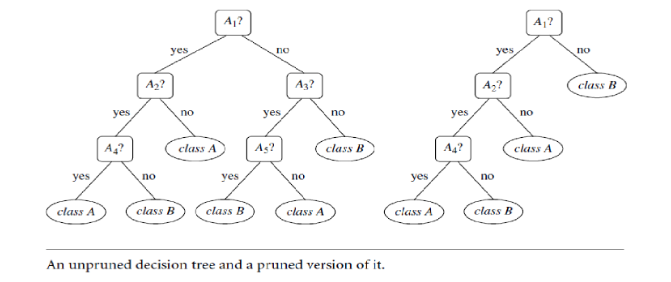 A₁? A₁?
yes no yes no
A₂? A₃? A₂? class B
yes no yes no yes no
A₄? class A A₅? class B A₄? class A
yes no yes no yes no
class A class B class B class A class A class B
An unpruned decision tree and a pruned version of it.